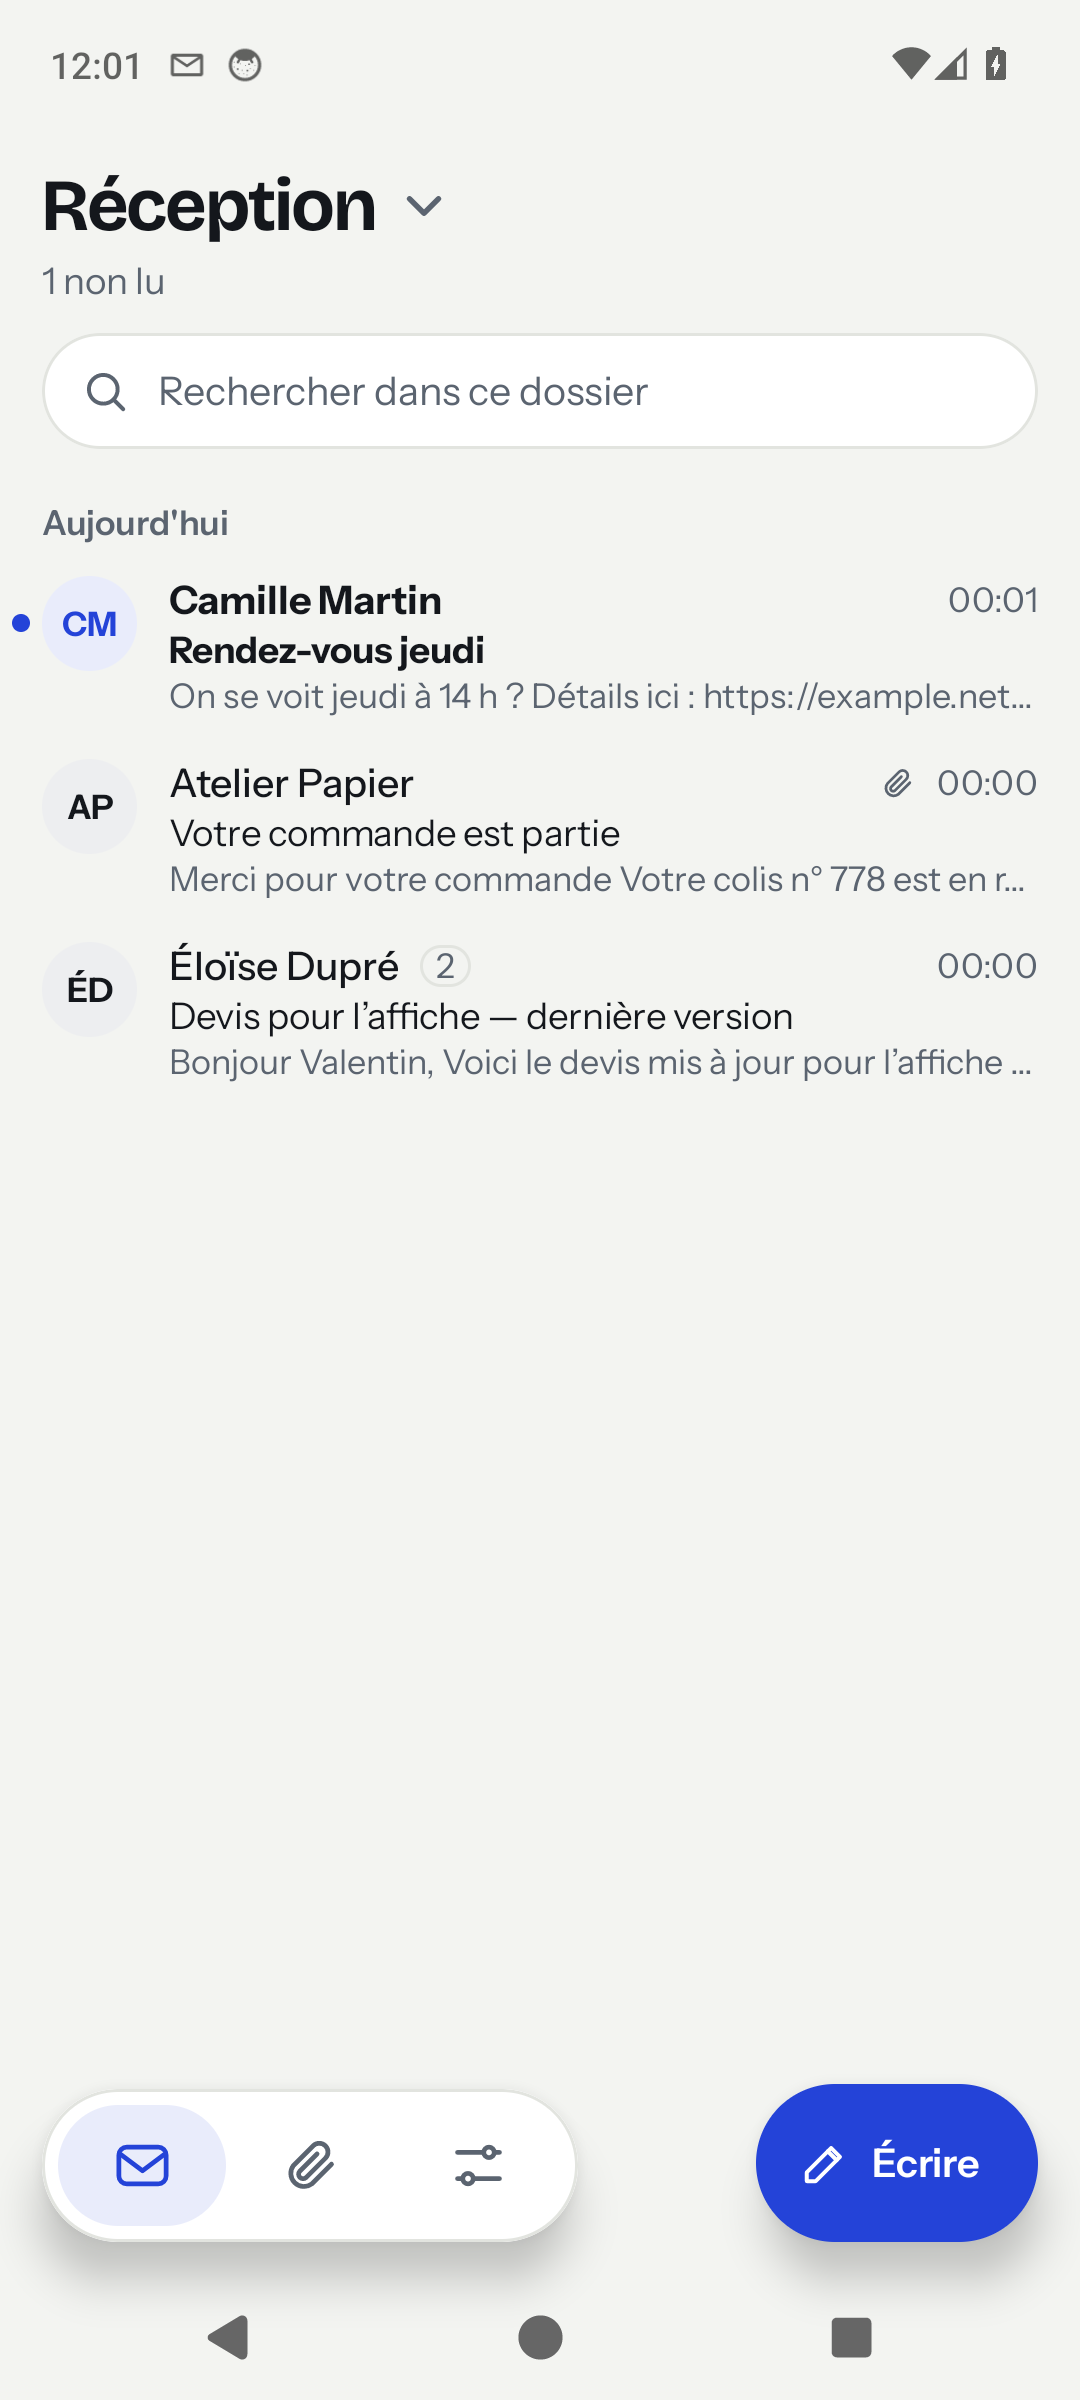 12:01
Réception
1 non lu
Rechercher dans ce dossier
Aujourd'hui
CM
Camille Martin
00:01
Rendez-vous jeudi
On se voit jeudi à 14 h ? Détails ici : https://example.net...
AP
Atelier Papier
00:00
Votre commande est partie
Merci pour votre commande Votre colis n° 778 est en r...
ÉD
Éloïse Dupré 2
00:00
Devis pour l’affiche — dernière version
Bonjour Valentin, Voici le devis mis à jour pour l’affiche ...
Écrire